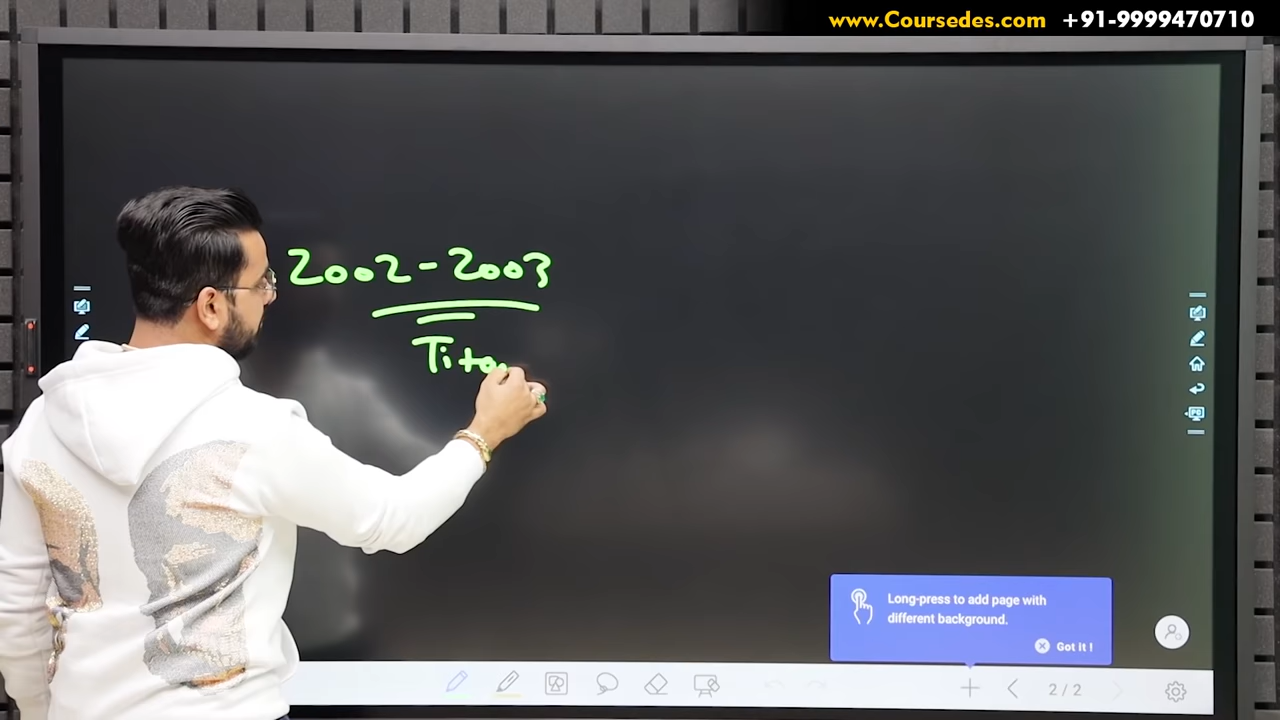 www.Coursedes.com +91-9999470710
2002-2003
Tita
Long-press to add page with
different background.
Got it !
2 / 2